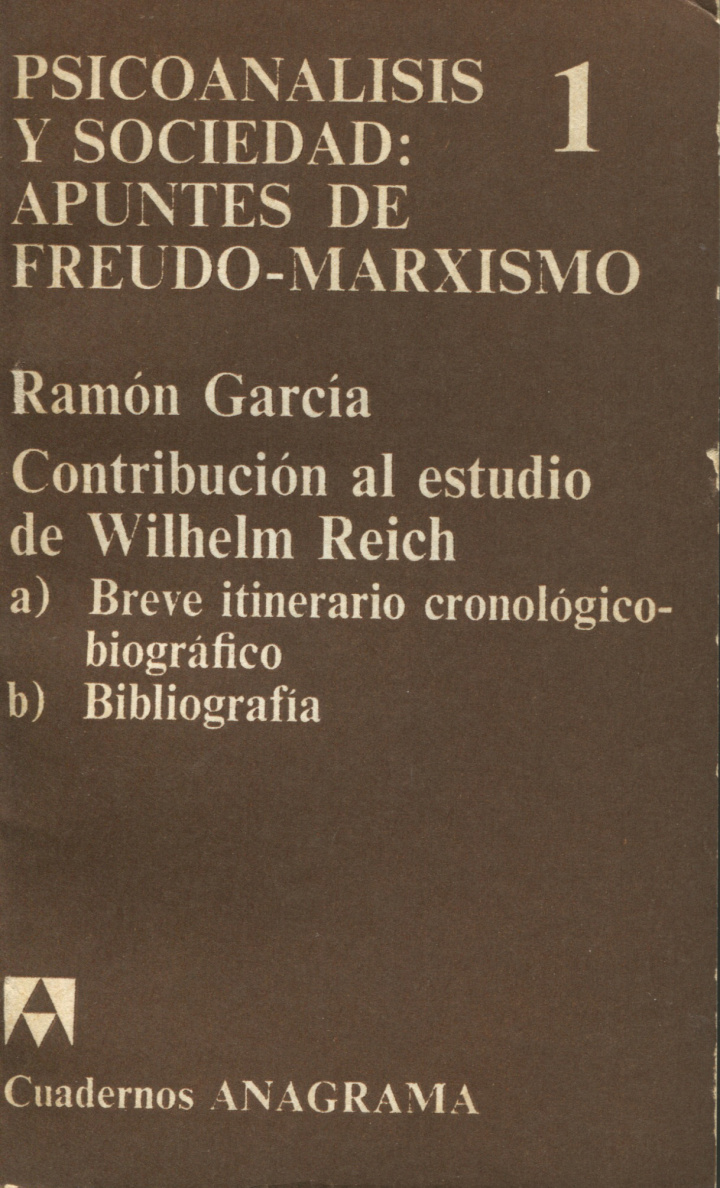 PSICOANALISIS 1
Y SOCIEDAD:
APUNTES DE
FREUDO-MARXISMO
Ramón García
Contribución al estudio
de Wilhelm Reich
a) Breve itinerario cronológico-
biográfico
b) Bibliografía
Cuadernos ANAGRAMA